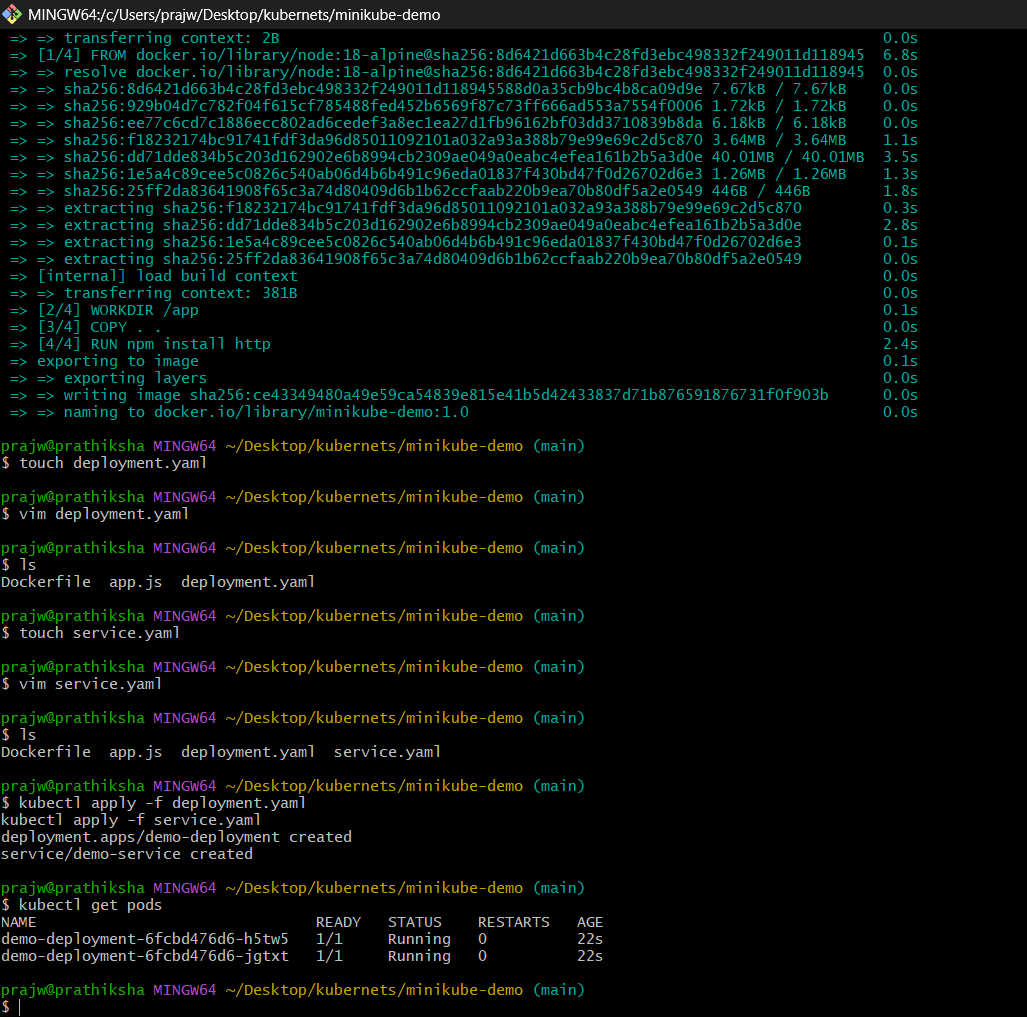 MINGW64:/c/Users/prajw/Desktop/kubernets/minikube-demo
=> => transferring context: 2B 0.0s
=> [1/4] FROM docker.io/library/node:18-alpine@sha256:8d6421d663b4c28fd3ebc498332f249011d118945 6.8s
=> => resolve docker.io/library/node:18-alpine@sha256:8d6421d663b4c28fd3ebc498332f249011d118945 0.0s
=> => sha256:8d6421d663b4c28fd3ebc498332f249011d118945588d0a35cb9bc4b8ca09d9e 7.67kB / 7.67kB 0.0s
=> => sha256:929b04d7c782f04f615cf785488fed452b6569f87c73ff666ad553a7554f0006 1.72kB / 1.72kB 0.0s
=> => sha256:ee77c6cd7c1886ecc802ad6cedef3a8ec1ea27d1fb96162bf03dd3710839b8da 6.18kB / 6.18kB 0.0s
=> => sha256:f18232174bc91741fdf3da96d85011092101a032a93a388b79e99e69c2d5c870 3.64MB / 3.64MB 1.1s
=> => sha256:dd71dde834b5c203d162902e6b8994cb2309ae049a0eabc4efea161b2b5a3d0e 40.01MB / 40.01MB 3.5s
=> => sha256:1e5a4c89cee5c0826c540ab06d4b6b491c96eda01837f430bd47f0d26702d6e3 1.26MB / 1.26MB 1.3s
=> => sha256:25ff2da83641908f65c3a74d80409d6b1b62ccfaab220b9ea70b80df5a2e0549 446B / 446B 1.8s
=> => extracting sha256:f18232174bc91741fdf3da96d85011092101a032a93a388b79e99e69c2d5c870 0.3s
=> => extracting sha256:dd71dde834b5c203d162902e6b8994cb2309ae049a0eabc4efea161b2b5a3d0e 2.8s
=> => extracting sha256:1e5a4c89cee5c0826c540ab06d4b6b491c96eda01837f430bd47f0d26702d6e3 0.1s
=> => extracting sha256:25ff2da83641908f65c3a74d80409d6b1b62ccfaab220b9ea70b80df5a2e0549 0.0s
=> [internal] load build context 0.0s
=> => transferring context: 381B 0.0s
=> [2/4] WORKDIR /app 0.1s
=> [3/4] COPY . . 0.0s
=> [4/4] RUN npm install http 2.4s
=> exporting to image 0.1s
=> => exporting layers 0.0s
=> => writing image sha256:ce43349480a49e59ca54839e815e41b5d42433837d71b876591876731f0f903b 0.0s
=> => naming to docker.io/library/minikube-demo:1.0 0.0s
prajw@prathiksha MINGW64 ~/Desktop/kubernets/minikube-demo (main)
$ touch deployment.yaml
prajw@prathiksha MINGW64 ~/Desktop/kubernets/minikube-demo (main)
$ vim deployment.yaml
prajw@prathiksha MINGW64 ~/Desktop/kubernets/minikube-demo (main)
$ ls
Dockerfile app.js deployment.yaml
prajw@prathiksha MINGW64 ~/Desktop/kubernets/minikube-demo (main)
$ touch service.yaml
prajw@prathiksha MINGW64 ~/Desktop/kubernets/minikube-demo (main)
$ vim service.yaml
prajw@prathiksha MINGW64 ~/Desktop/kubernets/minikube-demo (main)
$ ls
Dockerfile app.js deployment.yaml service.yaml
prajw@prathiksha MINGW64 ~/Desktop/kubernets/minikube-demo (main)
$ kubectl apply -f deployment.yaml
kubectl apply -f service.yaml
deployment.apps/demo-deployment created
service/demo-service created
prajw@prathiksha MINGW64 ~/Desktop/kubernets/minikube-demo (main)
$ kubectl get pods
NAME READY STATUS RESTARTS AGE
demo-deployment-6fcbd476d6-h5tw5 1/1 Running 0 22s
demo-deployment-6fcbd476d6-jgtxt 1/1 Running 0 22s
prajw@prathiksha MINGW64 ~/Desktop/kubernets/minikube-demo (main)
$